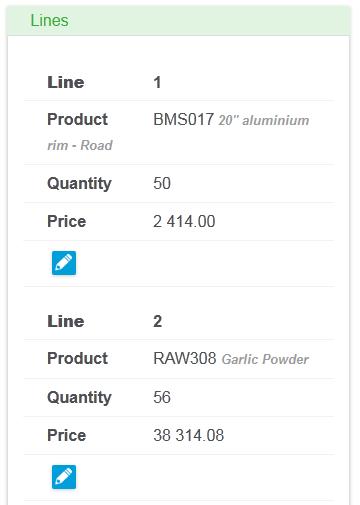 Lines
Line 1
Product BMS017 20" aluminium
rim - Road
Quantity 50
Price 2 414.00
Line 2
Product RAW308 Garlic Powder
Quantity 56
Price 38 314.08